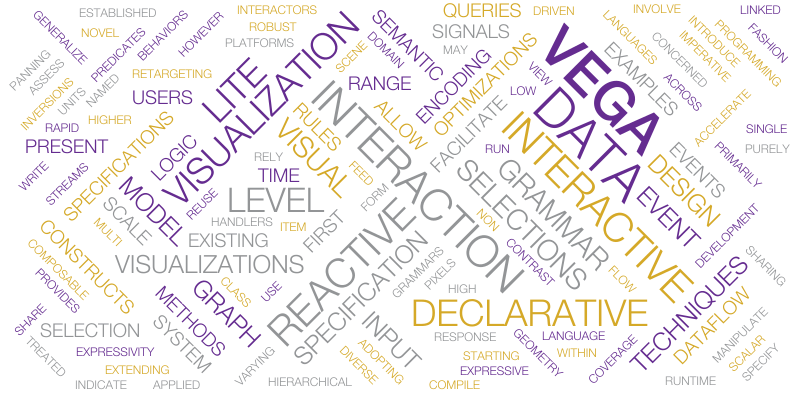 ESTABLISHED
GENERALIZE
NOVEL
PREDICATES
BEHAVIORS
HOWEVER
INTERACTORS
ROBUST
PLATFORMS
SCENE
DOMAIN
SEMANTIC
QUERIES
DRIVEN
SIGNALS
MAY
INVOLVE
LANGUAGES
CONCERNED
INTRODUCE
IMPERATIVE
PROGRAMMING
LINKED
FASHION
PANNING
ASSESS
INVERSIONS
UNITS
NAMED
RETARGETING
USERS
LITE
VISUALIZATION
RANGE
ENCODING
OPTIMIZATIONS
VIEW
LOW
VEGA
DATA
EXAMPLES
ACROSS
ACCELERATE
RAPID
HIGHER
PRESENT
SPECIFICATIONS
LOGIC
RULES
VISUAL
ALLOW
FACILITATE
RUN
INTERACTION
INTERACTIVE
GRAMMAR
SELECTIONS
EVENTS
DESIGN
EVENT
SINGLE
PURELY
PRIMARILY
WRITE
STREAMS
MODEL
REUSE
RELY
TIME
FEED
FORM
LEVEL
HANDLERS
ITEM
SCALE
MULTI
EXISTING
FIRST
REACTIVE
SPECIFICATION
NON
CONTRAST
FLOW
DEVELOPMENT
SHARING
CONSTRUCTS
COMPOSABLE
PROVIDES
VISUALIZATIONS
CLASS
USE
GRAPH
METHODS
GRAMMARS
PIXELS
HIGH
DECLARATIVE
TECHNIQUES
DATAFLOW
SHARE
SELECTION
SYSTEM
INPUT
RESPONSE
GEOMETRY
LANGUAGE
WITHIN
COVERAGE
MANIPULATE
SCALAR
SPECIFY
TREATED
EXPRESSIVITY
EXTENDING
INDICATE
APPLIED
VARYING
HIERARCHICAL
DIVERSE
ADOPTING
STARTING
EXPRESSIVE
COMPILE
RUNTIME